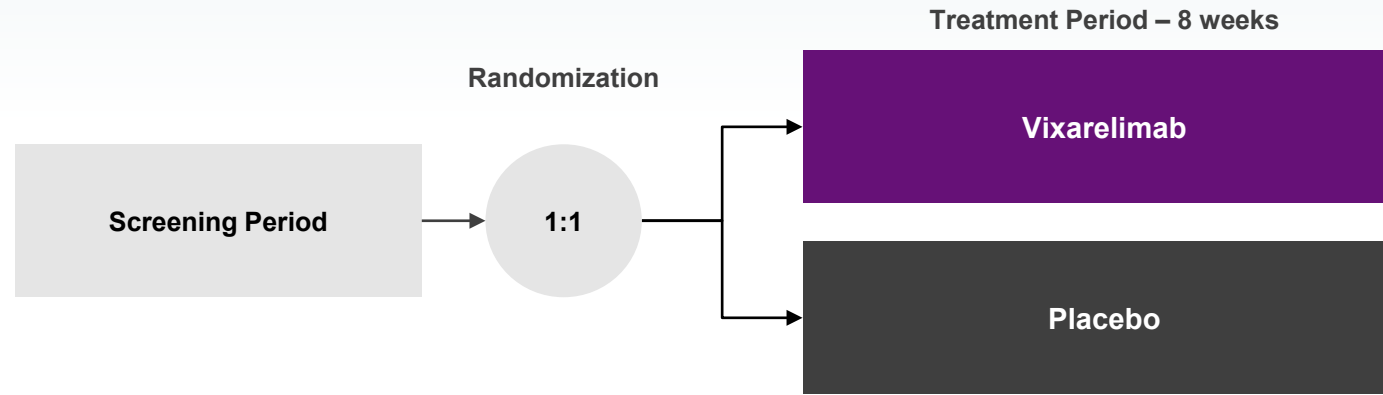 Treatment Period – 8 weeks
Randomization
Vixarelimab
Screening Period
1:1
Placebo